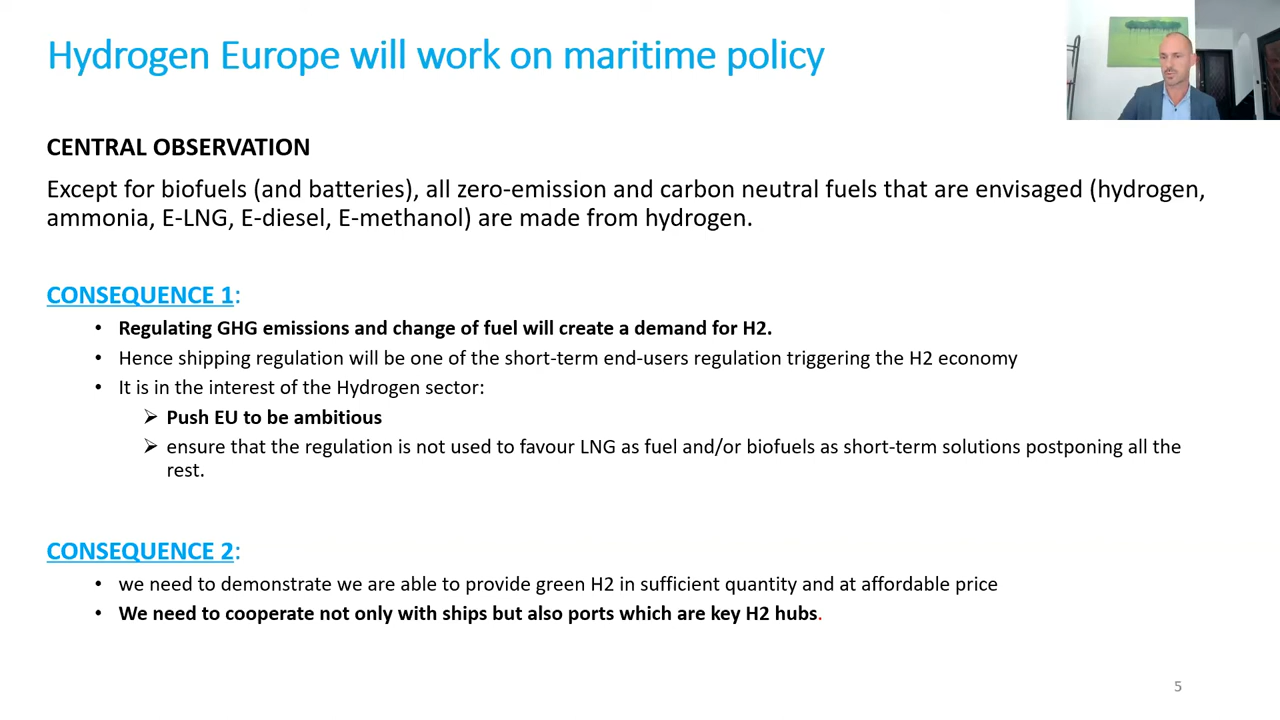 Hydrogen Europe will work on maritime policy
CENTRAL OBSERVATION
Except for biofuels (and batteries), all zero-emission and carbon neutral fuels that are envisaged (hydrogen,
ammonia, E-LNG, E-diesel, E-methanol) are made from hydrogen.
CONSEQUENCE 1:
• Regulating GHG emissions and change of fuel will create a demand for H2.
• Hence shipping regulation will be one of the short-term end-users regulation triggering the H2 economy
• It is in the interest of the Hydrogen sector:
➢ Push EU to be ambitious
➢ ensure that the regulation is not used to favour LNG as fuel and/or biofuels as short-term solutions postponing all the
rest.
CONSEQUENCE 2:
• we need to demonstrate we are able to provide green H2 in sufficient quantity and at affordable price
• We need to cooperate not only with ships but also ports which are key H2 hubs.
5